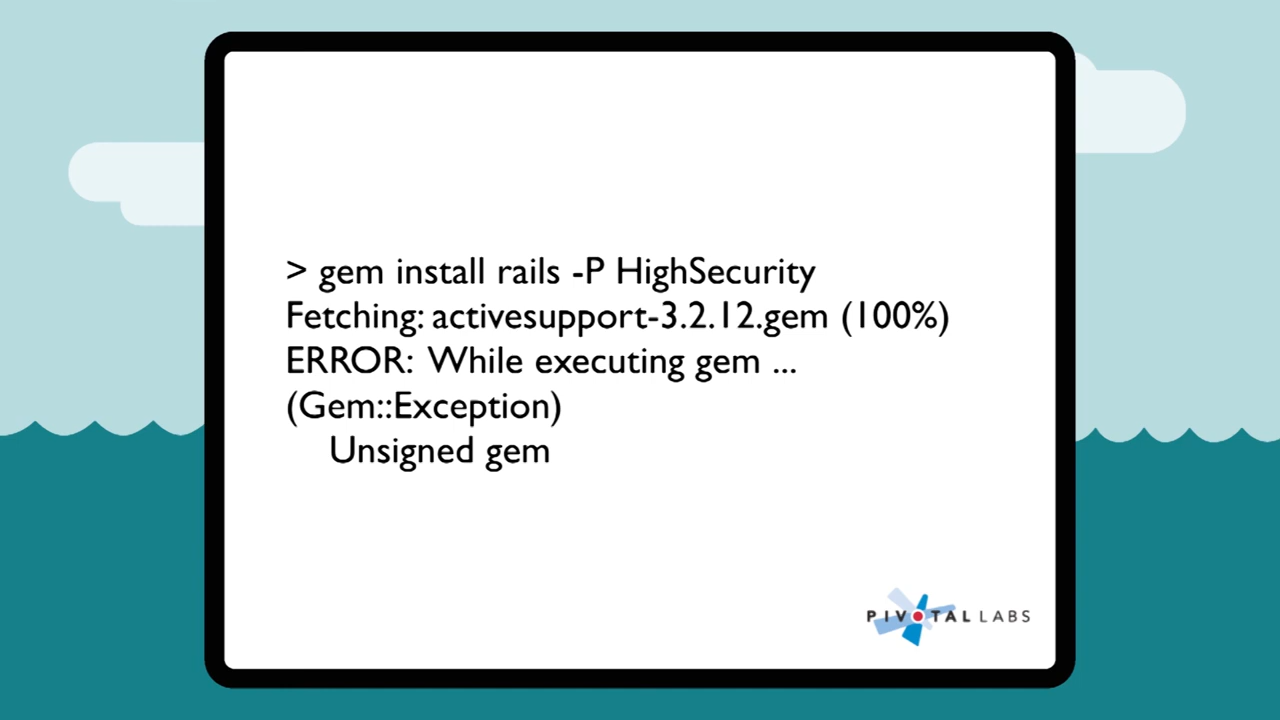 > gem install rails -P HighSecurity
Fetching: activesupport-3.2.12.gem (100%)
ERROR:  While executing gem ...
(Gem::Exception)
    Unsigned gem
PIVOTAL LABS